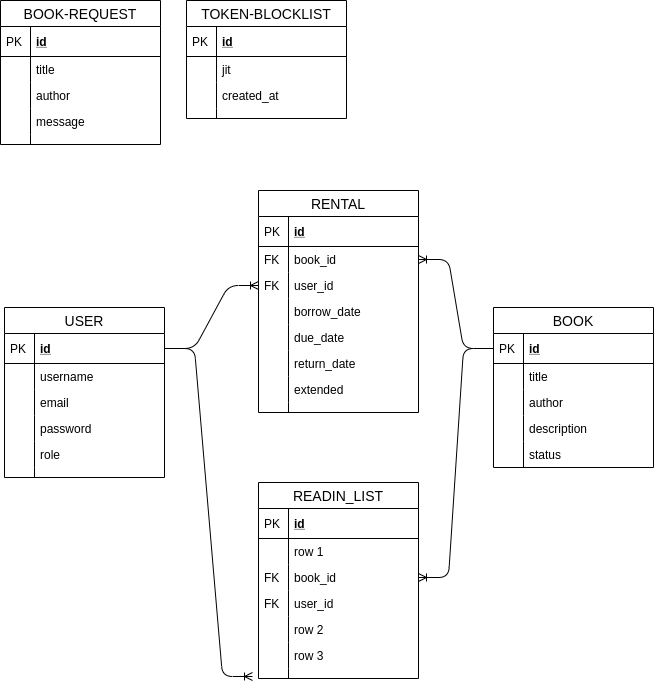 BOOK-REQUEST
PK id
title
author
message
TOKEN-BLOCKLIST
PK id
jit
created_at
RENTAL
PK id
FK book_id
FK user_id
borrow_date
due_date
return_date
extended
USER
PK id
username
email
password
role
BOOK
PK id
title
author
description
status
READIN_LIST
PK id
row 1
FK book_id
FK user_id
row 2
row 3